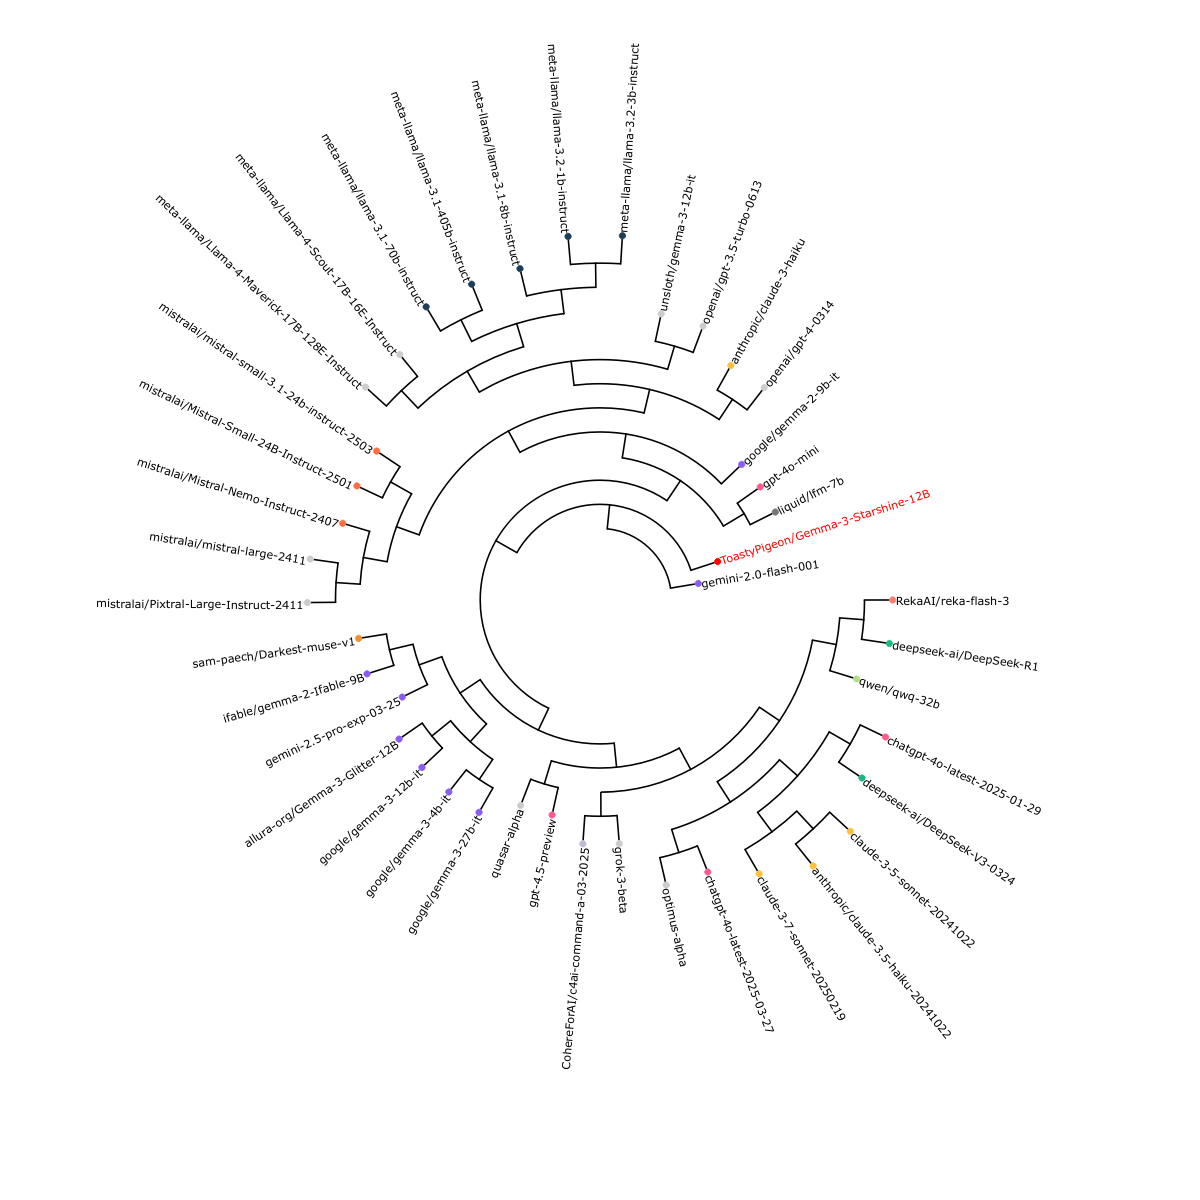 meta-llama/llama-3.2-3b-instruct
unsloth/gemma-3-12b-it
openai/gpt-3.5-turbo-0613
anthropic/claude-3-haiku
openai/gpt-4-0314
google/gemma-2-9b-it
gpt-4o-mini
liquid/lfm-7b
ToastyPigeon/Gemma-3-Starshine-12B
gemini-2.0-flash-001
RekaAI/reka-flash-3
deepseek-ai/DeepSeek-R1
qwen/qwq-32b
chatgpt-4o-latest-2025-01-29
deepseek-ai/DeepSeek-V3-0324
claude-3-5-sonnet-20241022
anthropic/claude-3.5-haiku-20241022
claude-3-7-sonnet-20250219
chatgpt-4o-latest-2025-03-27
optimus-alpha
grok-3-beta
CohereForAI/c4ai-command-a-03-2025
gpt-4.5-preview
quasar-alpha
google/gemma-3-27b-it
google/gemma-3-4b-it
google/gemma-3-12b-it
allura-org/Gemma-3-Glitter-12B
gemini-2.5-pro-exp-03-25
ifable/gemma-2-Ifable-9B
sam-paech/Darkest-muse-v1
mistralai/Pixtral-Large-Instruct-2411
mistralai/mistral-large-2411
mistralai/Mistral-Nemo-Instruct-2407
mistralai/Mistral-Small-24B-Instruct-2501
mistralai/mistral-small-3.1-24b-instruct-2503
meta-llama/Llama-4-Maverick-17B-128E-Instruct
meta-llama/Llama-4-Scout-17B-16E-Instruct
meta-llama/llama-3.1-70b-instruct
meta-llama/llama-3.1-405b-instruct
meta-llama/llama-3.1-8b-instruct
meta-llama/llama-3.2-1b-instruct